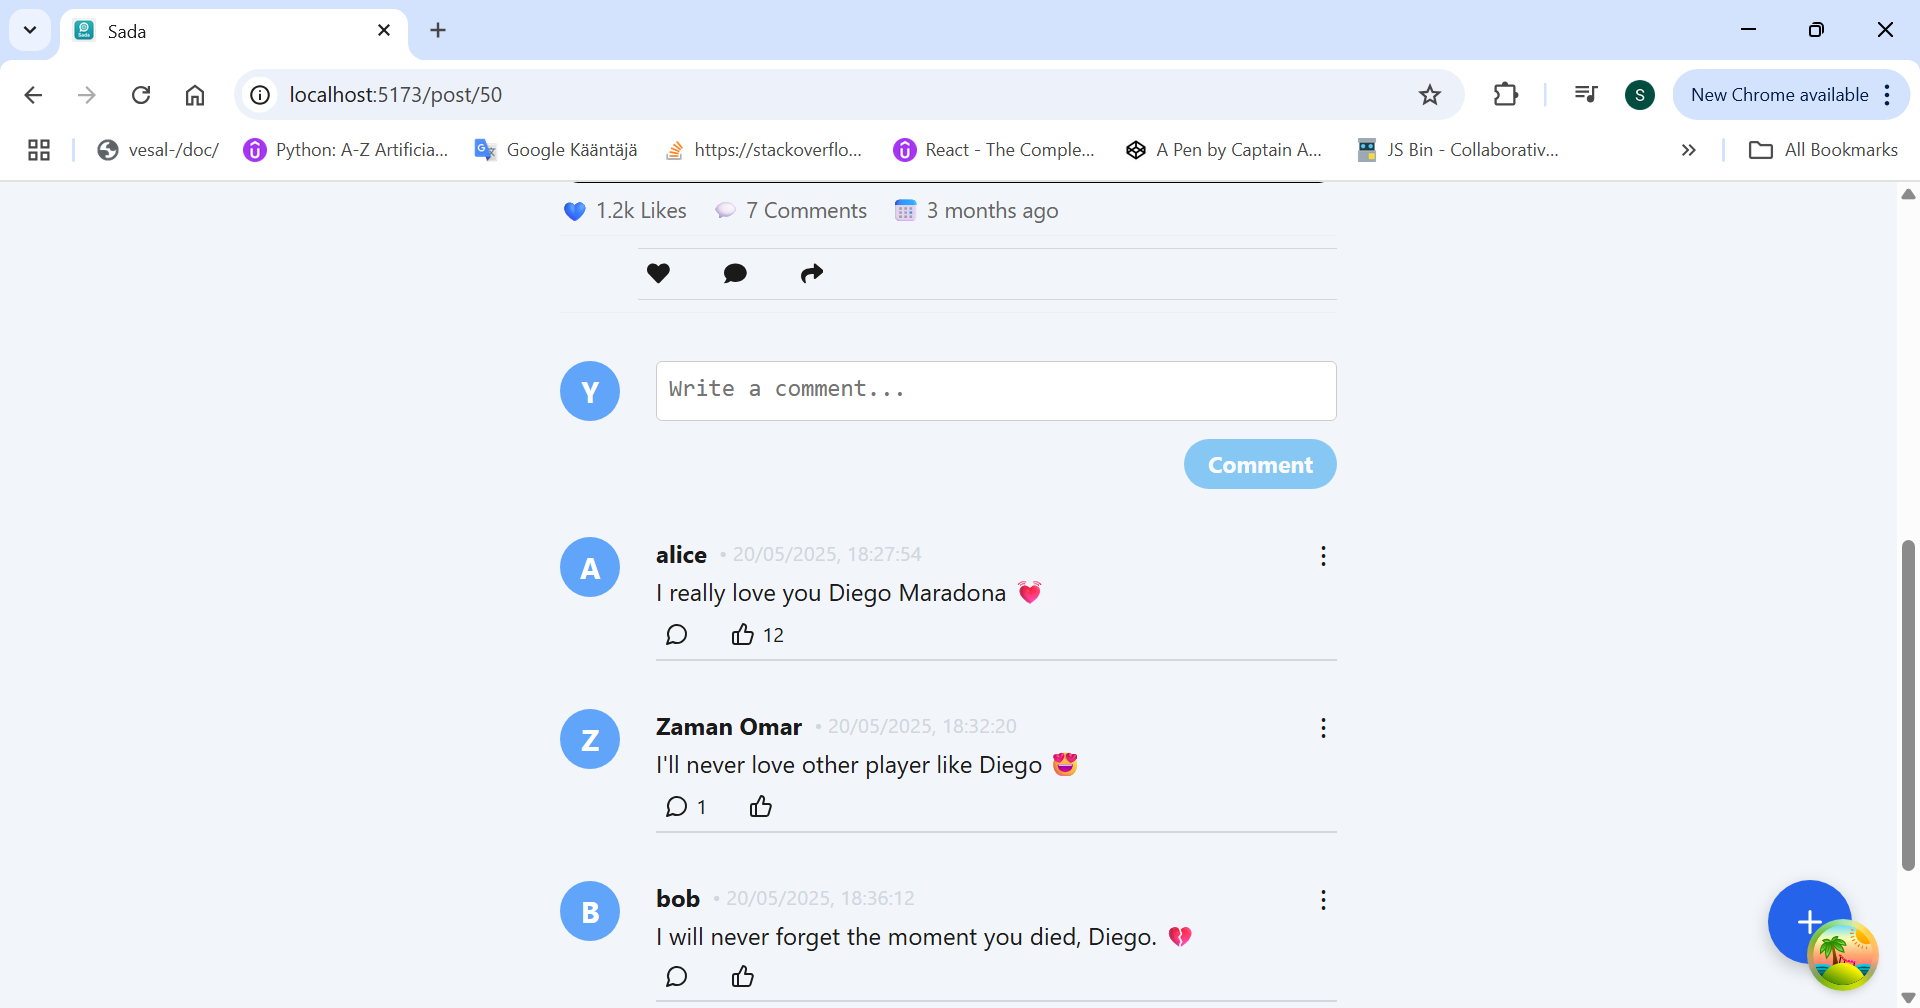 Sada
localhost:5173/post/50
S
New Chrome available
vesal-/doc/
Python: A-Z Artificia...
Google Kääntäjä
https://stackoverflo...
React - The Comple...
A Pen by Captain A...
JS Bin - Collaborativ...
All Bookmarks
1.2k Likes 7 Comments 3 months ago
Y
Write a comment...
Comment
A
alice • 20/05/2025, 18:27:54
I really love you Diego Maradona 💓
12
Z
Zaman Omar • 20/05/2025, 18:32:20
I'll never love other player like Diego 😍
1
B
bob • 20/05/2025, 18:36:12
I will never forget the moment you died, Diego. 💔